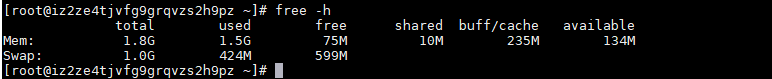 [root@iz2ze4tjvfg9grqvzs2h9pz ~]# free -h
total used free shared buff/cache available
Mem: 1.8G 1.5G 75M 10M 235M 134M
Swap: 1.0G 424M 599M
[root@iz2ze4tjvfg9grqvzs2h9pz ~]#